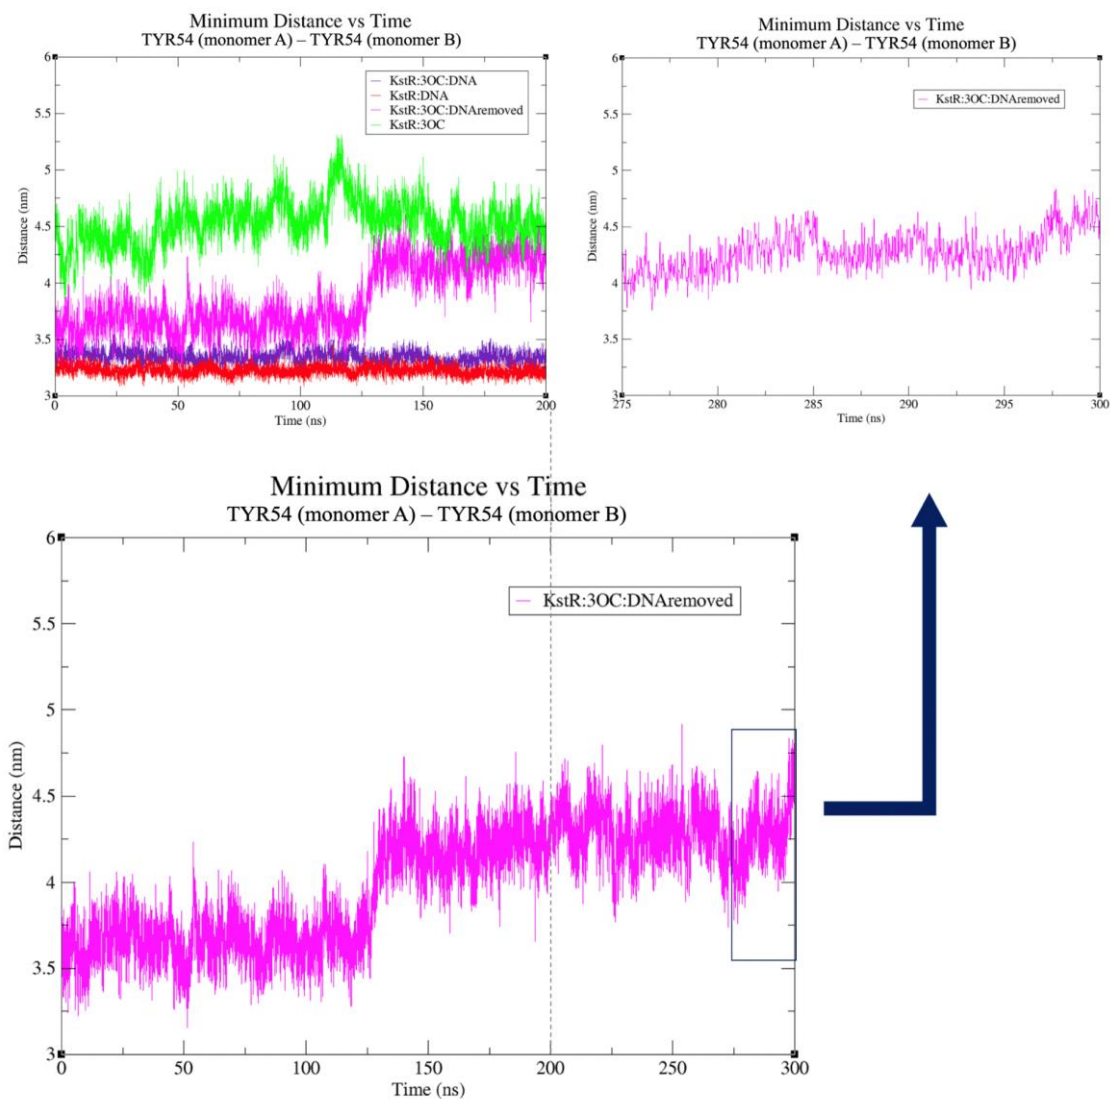 Minimum Distance vs Time
TYR54 (monomer A) – TYR54 (monomer B)
KstR:3OC:DNA
KstR:DNA
KstR:3OC:DNAremoved
KstR:3OC
Distance (nm)
6
5.5
5
4.5
4
3.5
3
0
50
100
150
200
Time (ns)
Minimum Distance vs Time
TYR54 (monomer A) – TYR54 (monomer B)
KstR:3OC:DNAremoved
Distance (nm)
6
5.5
5
4.5
4
3.5
3
275
280
285
290
295
300
Time (ns)
Minimum Distance vs Time
TYR54 (monomer A) – TYR54 (monomer B)
KstR:3OC:DNAremoved
Distance (nm)
6
5.5
5
4.5
4
3.5
3
0
50
100
150
200
250
300
Time (ns)